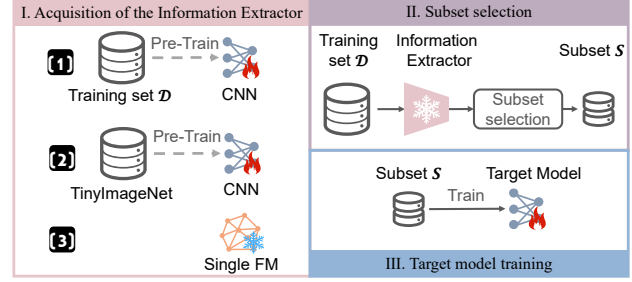 I. Acquisition of the Information Extractor
[1]
Pre-Train
Training set 𝓓
CNN
[2]
Pre-Train
TinyImageNet
CNN
[3]
Single FM
II. Subset selection
Training
set 𝓓
Information
Extractor
Subset
selection
Subset 𝑺
Subset 𝑺
Train
Target Model
III. Target model training